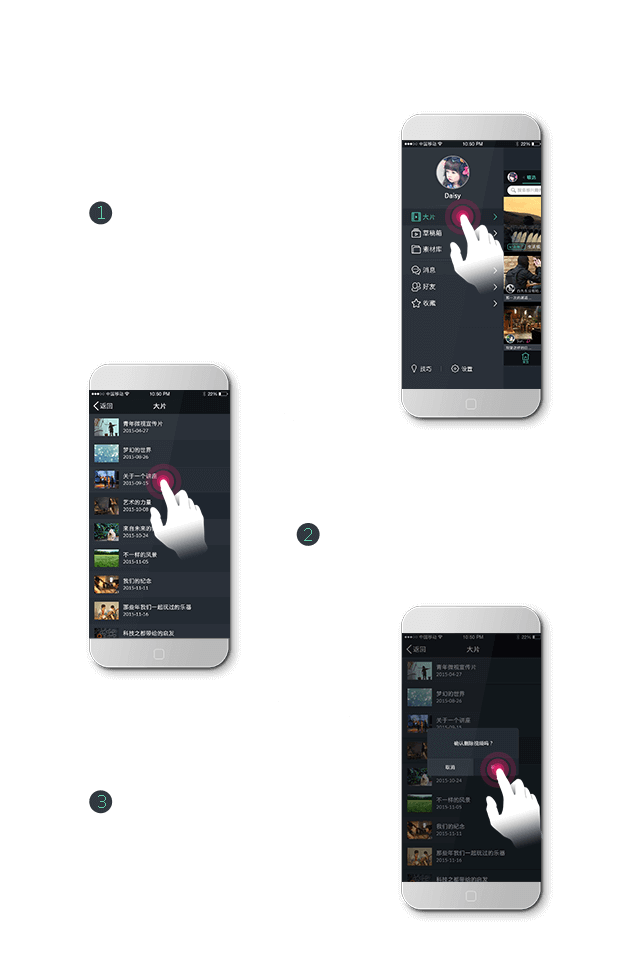 中国移动
10.50 PM
22%
Daisy
1
大片
草稿箱
素材库
消息
好友
收藏
技巧
设置
中国移动
10.50 PM
22%
返回
大片
青年微视宣传片
2015-04-27
梦幻的世界
2015-08-26
关于一个讲座
2015-09-15
艺术的力量
2015-10-08
来自未来的
2015-10-24
不一样的风景
2015-11-05
我们的纪念
2015-11-11
那些年我们一起玩过的乐器
2015-11-16
科技之都带给的启发
2
中国移动
10 50 PM
22%
返回
大片
青年微视宣传片
2015-04-27
梦幻的世界
2015-08-26
关于一个讲座
2015-09-15
确认删除视频吗？
取消
2015-10-24
不一样的风景
2015-11-05
我们的纪念
2015-11-11
那些年我们一起玩过的乐器
2015-11-16
科技之都带给的启发
3